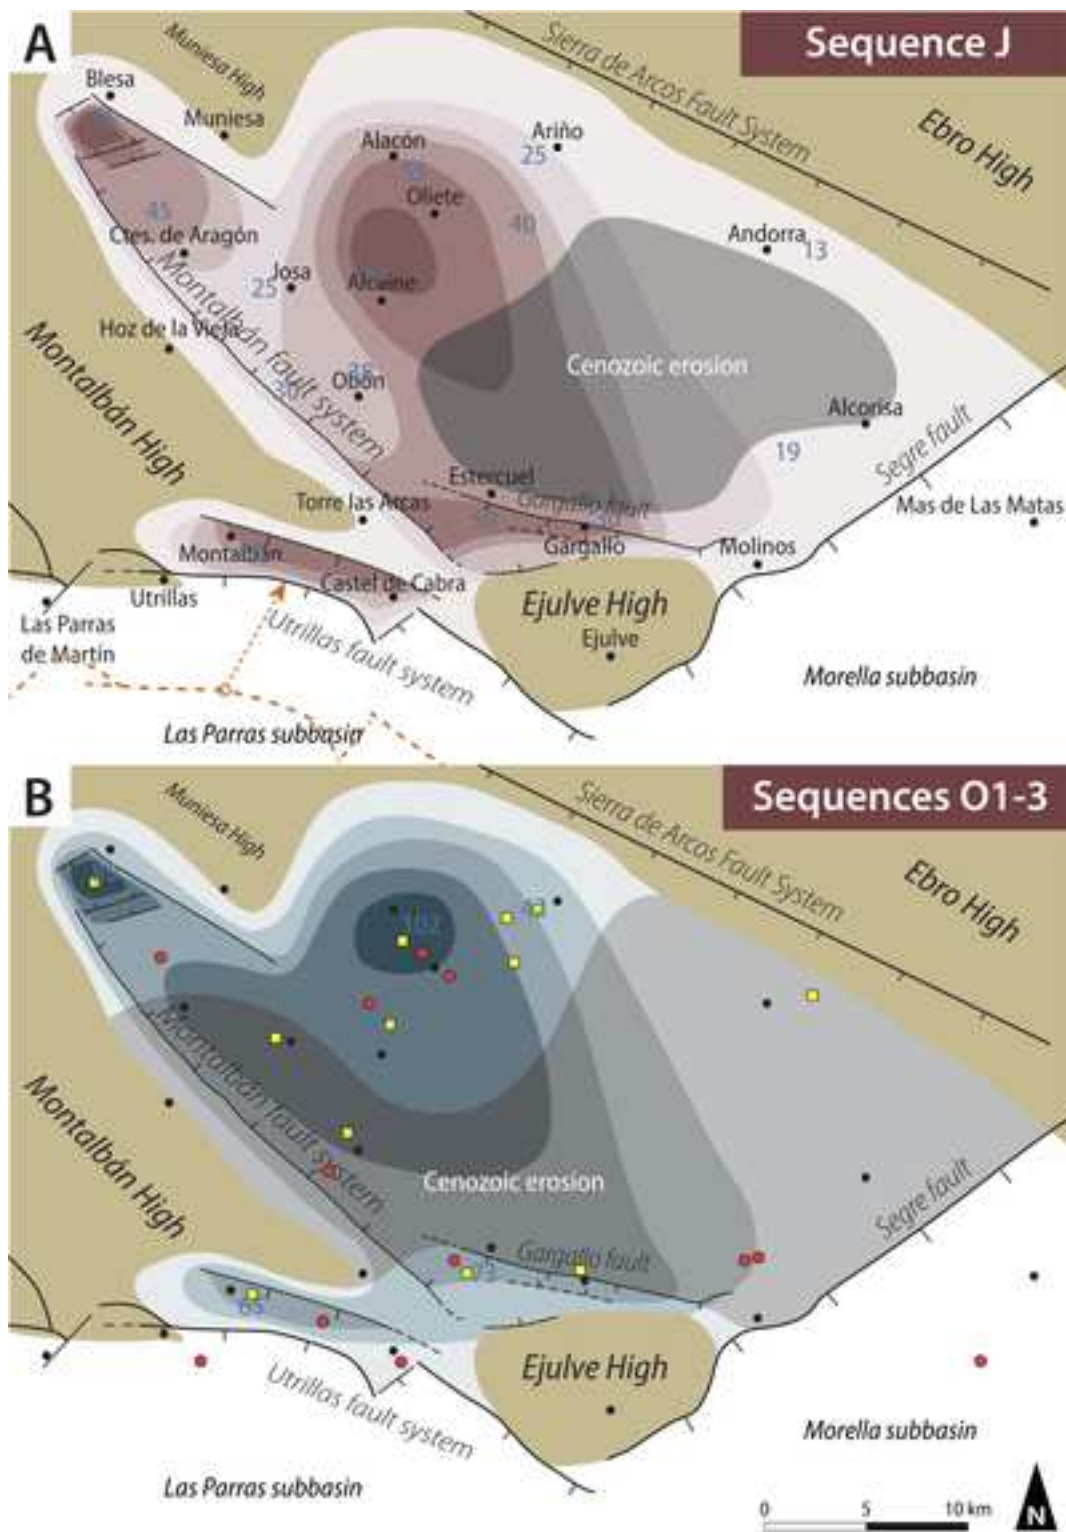 A
Sequence J
Muniesa High
Sierra de Arcos Fault System
Ebro High
Blesa
Muniesa
Alacón
Ariño
25
Oliete
40
45
Ctes. de Aragón
Andorra
13
Josa
25
Alcaine
Montalbán fault system
Hoz de la Vieja
Montalbán High
Cenozoic erosion
Obón
Alcorisa
19
Segre fault
Estercuel
Gargallo fault
Torre las Arcas
Mas de Las Matas
Montalbán
Gargallo
Molinos
Castel de Cabra
Utrillas
Ejulve High
Las Parras
de Martín
Utrillas fault system
Ejulve
Morella subbasin
Las Parras subbasin
B
Sequences O1-3
Muniesa High
Sierra de Arcos Fault System
Ebro High
Montalbán fault system
Montalbán High
Cenozoic erosion
Segre fault
Gargallo fault
Ejulve High
Utrillas fault system
Morella subbasin
Las Parras subbasin
0 5 10 km
N